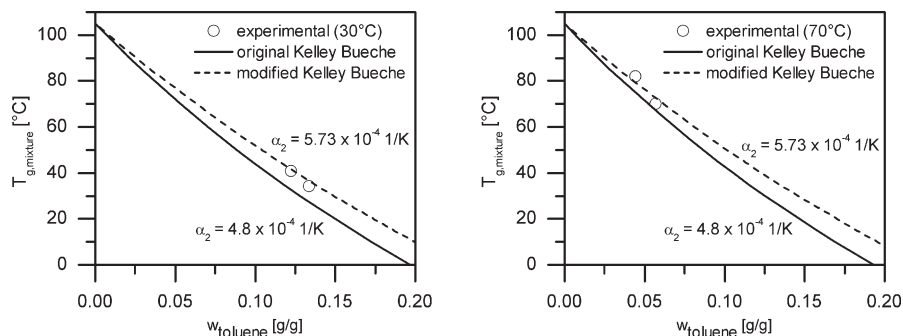 T_g,mixture [°C]
100
80
60
40
20
0
experimental (30°C)
original Kelley Bueche
modified Kelley Bueche
α₂ = 5.73 x 10⁻⁴ 1/K
α₂ = 4.8 x 10⁻⁴ 1/K
0.00 0.05 0.10 0.15 0.20
w_toluene [g/g]
T_g,mixture [°C]
100
80
60
40
20
0
experimental (70°C)
original Kelley Bueche
modified Kelley Bueche
α₂ = 5.73 x 10⁻⁴ 1/K
α₂ = 4.8 x 10⁻⁴ 1/K
0.00 0.05 0.10 0.15 0.20
w_toluene [g/g]